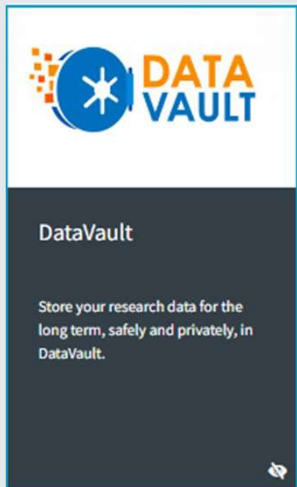 DATA
VAULT
DataVault
Store your research data for the
long term, safely and privately, in
DataVault.